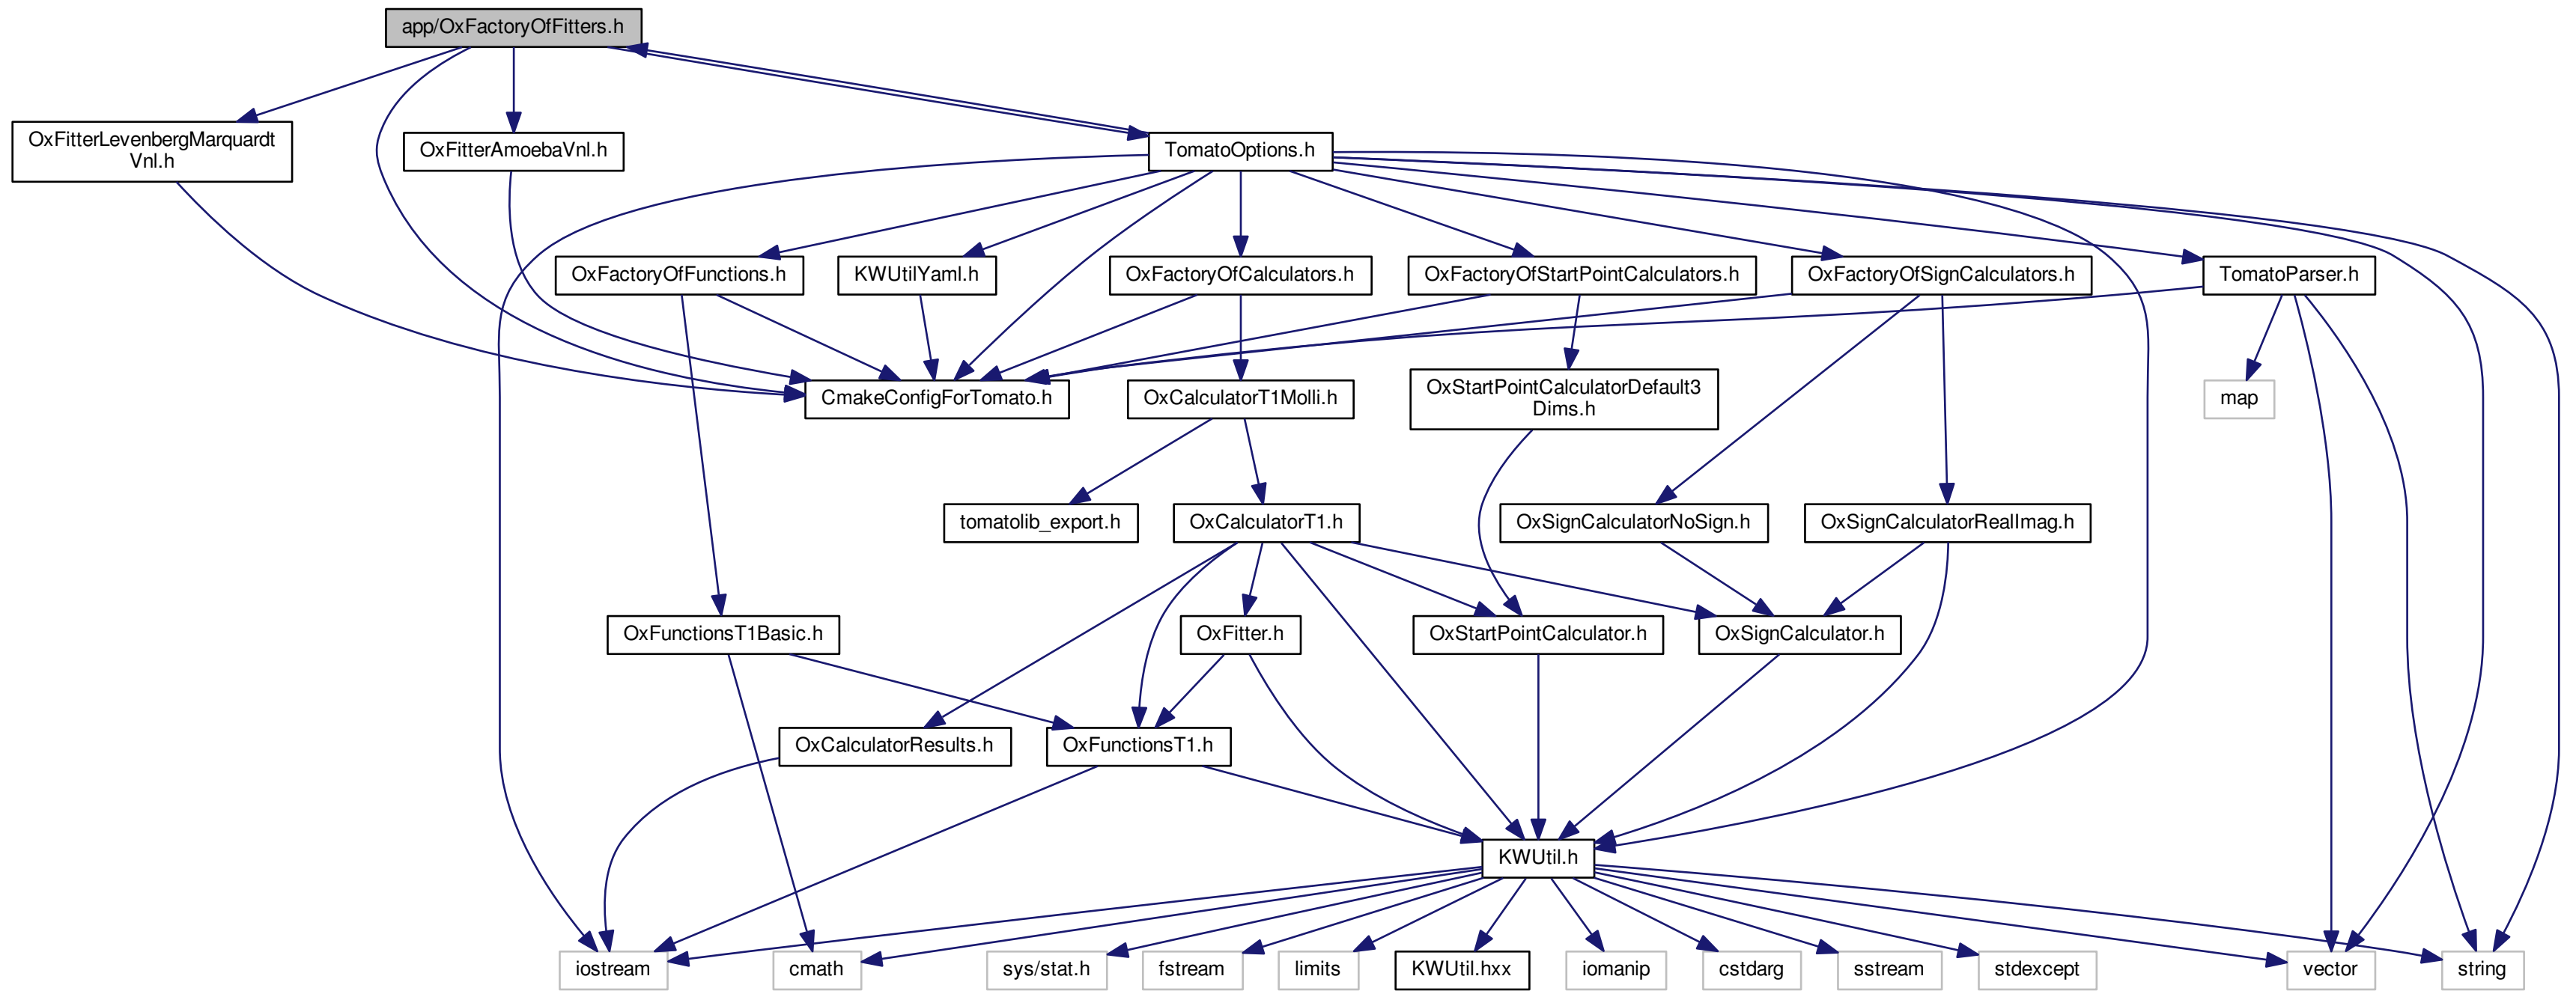 app/OxFactoryOfFitters.h
OxFitterLevenbergMarquardt
Vnl.h
OxFitterAmoebaVnl.h
TomatoOptions.h
OxFactoryOfFunctions.h
KWUtilYaml.h
OxFactoryOfCalculators.h
OxFactoryOfStartPointCalculators.h
OxFactoryOfSignCalculators.h
TomatoParser.h
CmakeConfigForTomato.h
OxCalculatorT1Molli.h
OxStartPointCalculatorDefault3
Dims.h
map
tomatolib_export.h
OxCalculatorT1.h
OxSignCalculatorNoSign.h
OxSignCalculatorRealImag.h
OxFunctionsT1Basic.h
OxFitter.h
OxStartPointCalculator.h
OxSignCalculator.h
OxCalculatorResults.h
OxFunctionsT1.h
KWUtil.h
iostream
cmath
sys/stat.h
fstream
limits
KWUtil.hxx
iomanip
cstdarg
sstream
stdexcept
vector
string